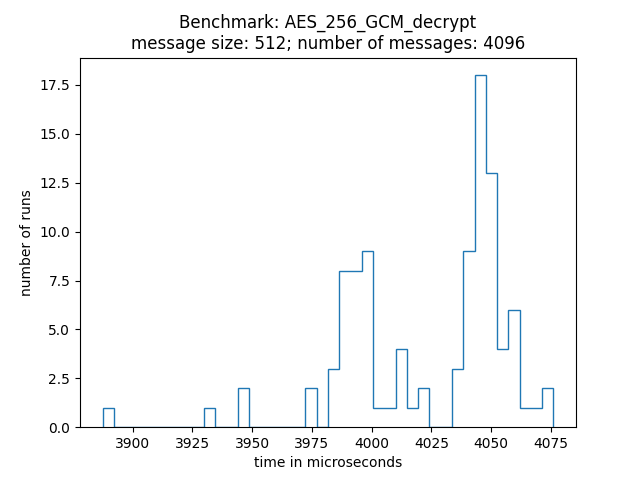 Benchmark: AES_256_GCM_decrypt
message size: 512; number of messages: 4096
17.5
15.0
12.5
10.0
7.5
5.0
2.5
0.0
number of runs
3900 3925 3950 3975 4000 4025 4050 4075
time in microseconds